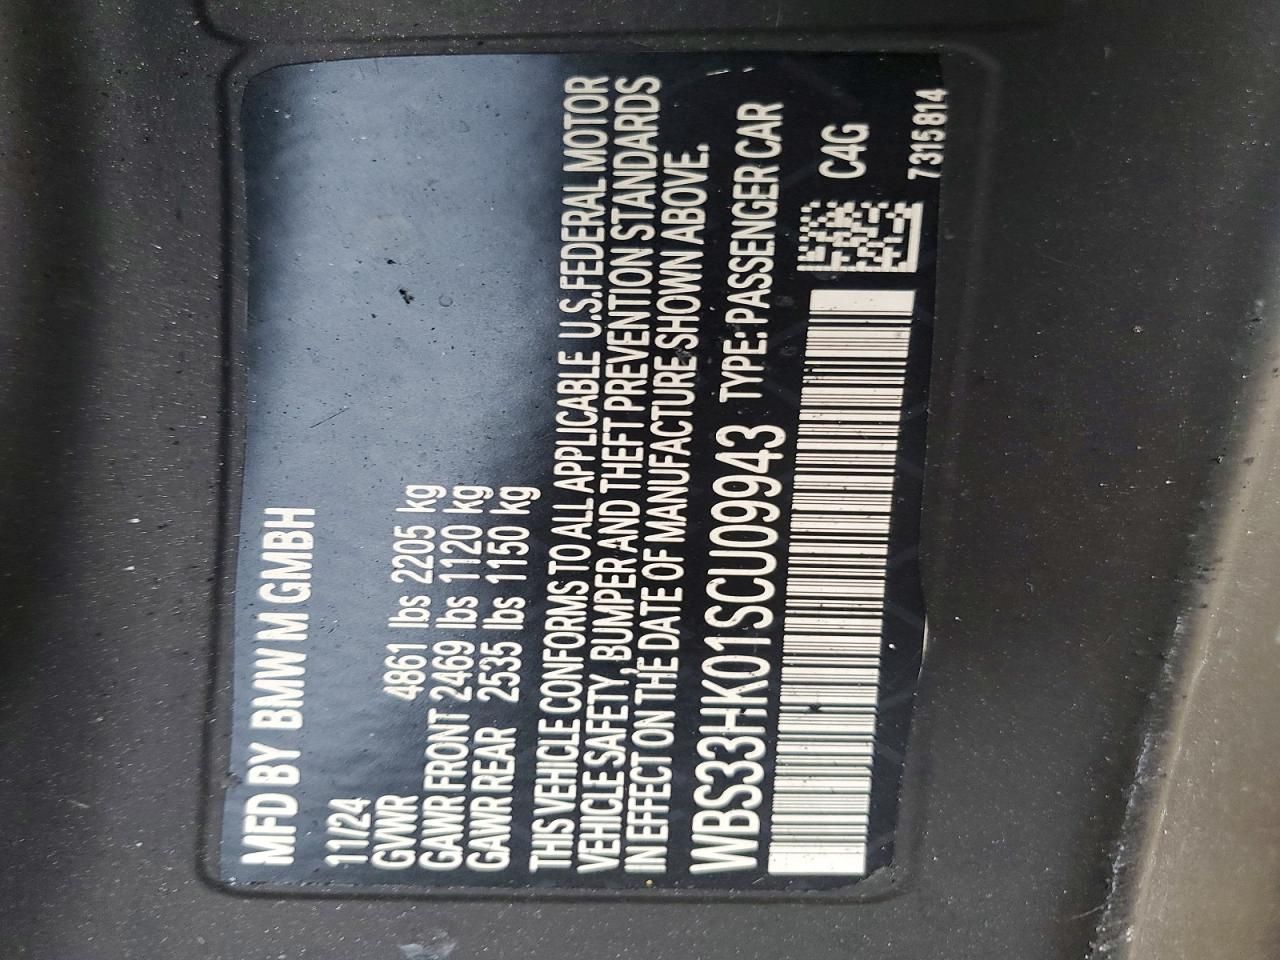 MFD BY BMW M GMBH
11/24
GVWR 4861 lbs 2205 kg
GAWR FRONT 2469 lbs 1120 kg
GAWR REAR 2535 lbs 1150 kg
THIS VEHICLE CONFORMS TO ALL APPLICABLE U.S.FEDERAL MOTOR
VEHICLE SAFETY, BUMPER AND THEFT PREVENTION STANDARDS
IN EFFECT ON THE DATE OF MANUFACTURE SHOWN ABOVE.
WBS33HK01SCU09943 TYPE: PASSENGER CAR
C4G
7315814